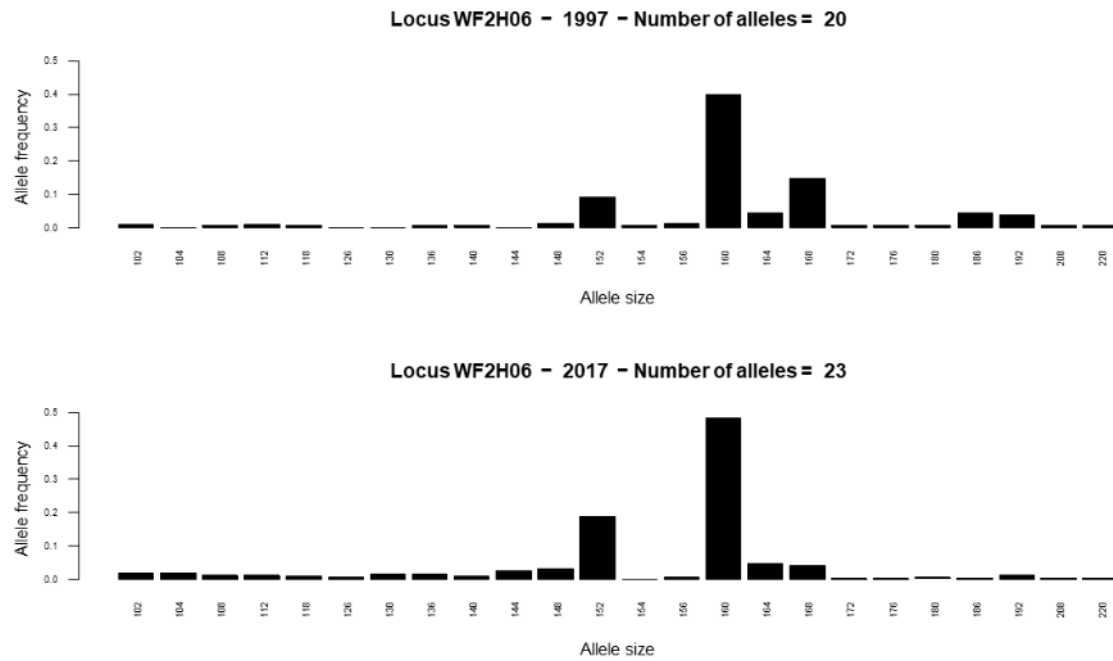 Locus WF2H06 - 1997 - Number of alleles = 20
Allele frequency
0.5
0.4
0.3
0.2
0.1
0.0
102 104 108 112 118 126 130 136 140 144 148 152 154 156 160 164 168 172 176 180 186 192 208 220
Allele size
Locus WF2H06 - 2017 - Number of alleles = 23
Allele frequency
0.5
0.4
0.3
0.2
0.1
0.0
102 104 108 112 118 126 130 136 140 144 148 152 154 156 160 164 168 172 176 180 186 192 208 220
Allele size